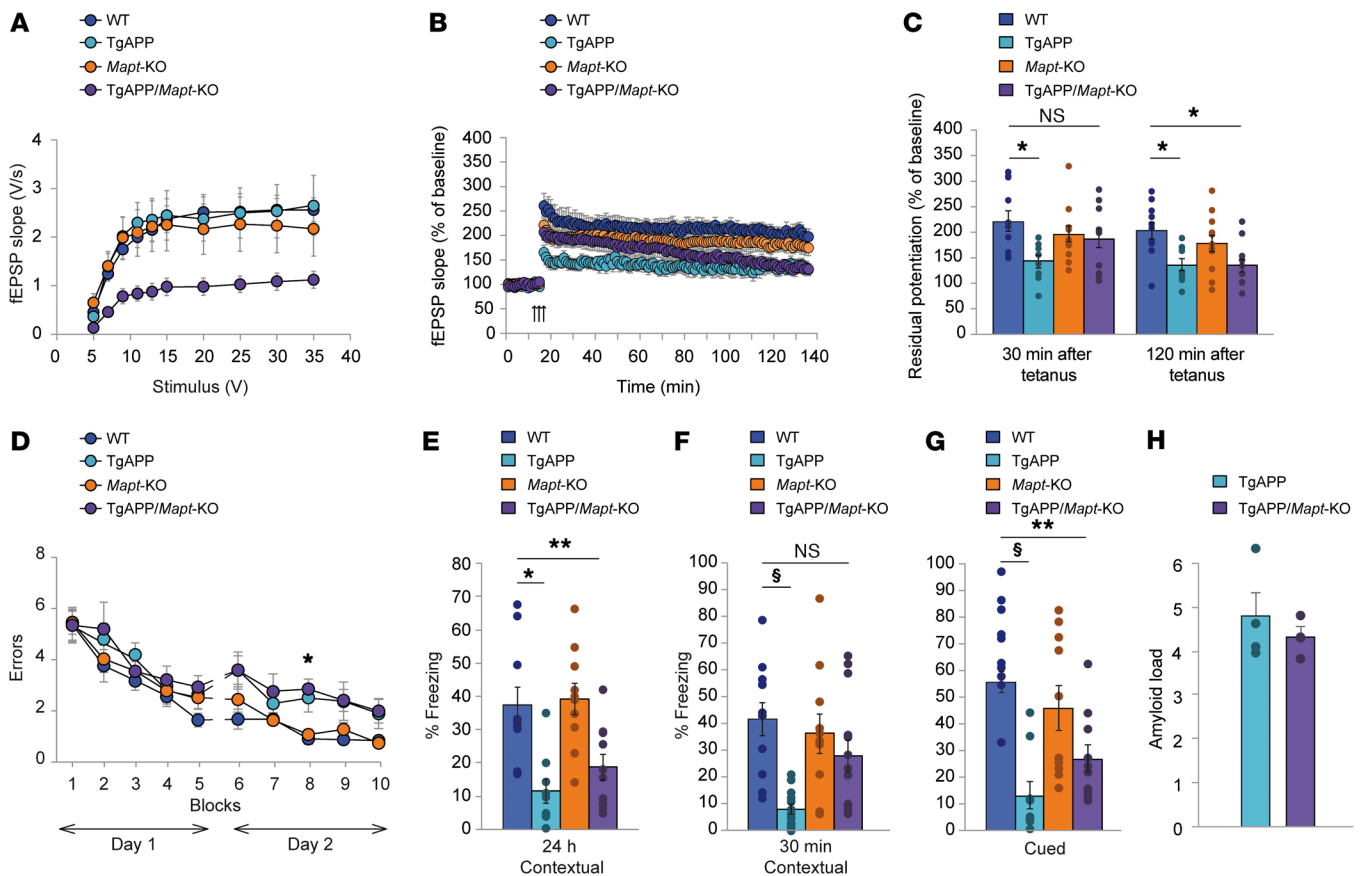 A
WT
TgAPP
Mapt-KO
TgAPP/Mapt-KO
4
3
2
1
0
fEPSP slope (V/s)
0 5 10 15 20 25 30 35 40
Stimulus (V)
B
WT
TgAPP
Mapt-KO
TgAPP/Mapt-KO
400
350
300
250
200
150
100
50
0
fEPSP slope (% of baseline)
0 20 40 60 80 100 120 140
Time (min)
C
WT
TgAPP
Mapt-KO
TgAPP/Mapt-KO
400
350
300
250
200
150
100
50
0
Residual potentiation (% of baseline)
NS
*
*
*
30 min after
tetanus
120 min after
tetanus
D
WT
TgAPP
Mapt-KO
TgAPP/Mapt-KO
8
6
4
2
0
Errors
*
1 2 3 4 5 6 7 8 9 10
Blocks
Day 1
Day 2
E
WT
TgAPP
Mapt-KO
TgAPP/Mapt-KO
80
70
60
50
40
30
20
10
0
% Freezing
**
*
24 h
Contextual
F
WT
TgAPP
Mapt-KO
TgAPP/Mapt-KO
100
90
80
70
60
50
40
30
20
10
0
% Freezing
NS
§
30 min
Contextual
G
WT
TgAPP
Mapt-KO
TgAPP/Mapt-KO
100
90
80
70
60
50
40
30
20
10
0
% Freezing
**
§
Cued
H
TgAPP
TgAPP/Mapt-KO
6
5
4
2
1
0
Amyloid load